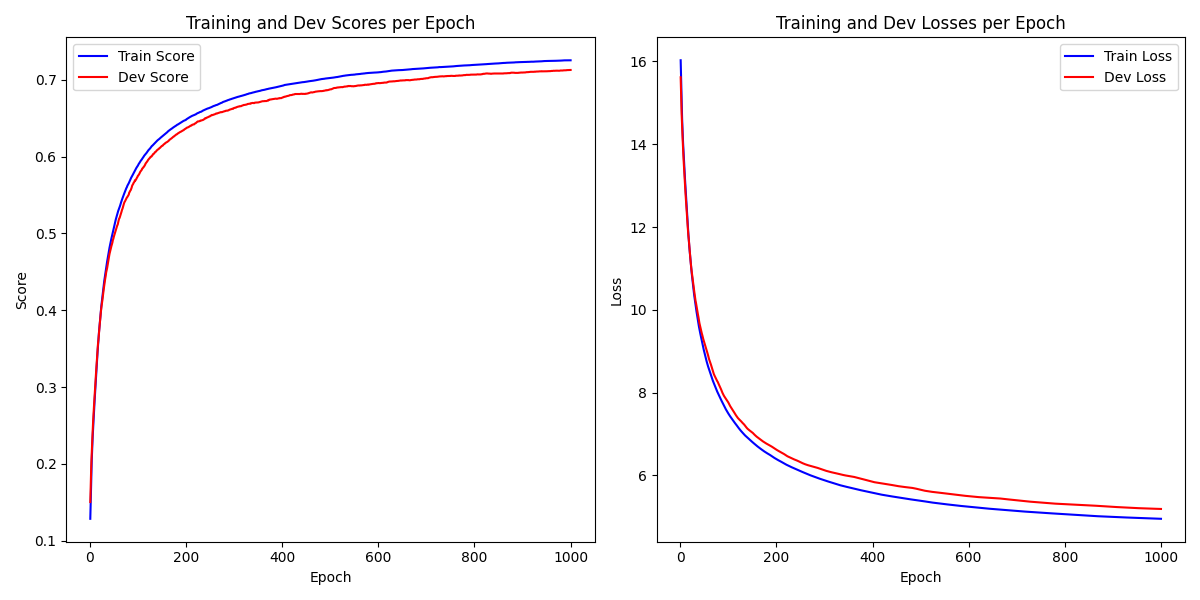 Training and Dev Scores per Epoch
Train Score
Dev Score
0.7
0.6
0.5
0.4
0.3
0.2
0.1
Score
0 200 400 600 800 1000
Epoch
Training and Dev Losses per Epoch
Train Loss
Dev Loss
16
14
12
10
8
6
Loss
0 200 400 600 800 1000
Epoch